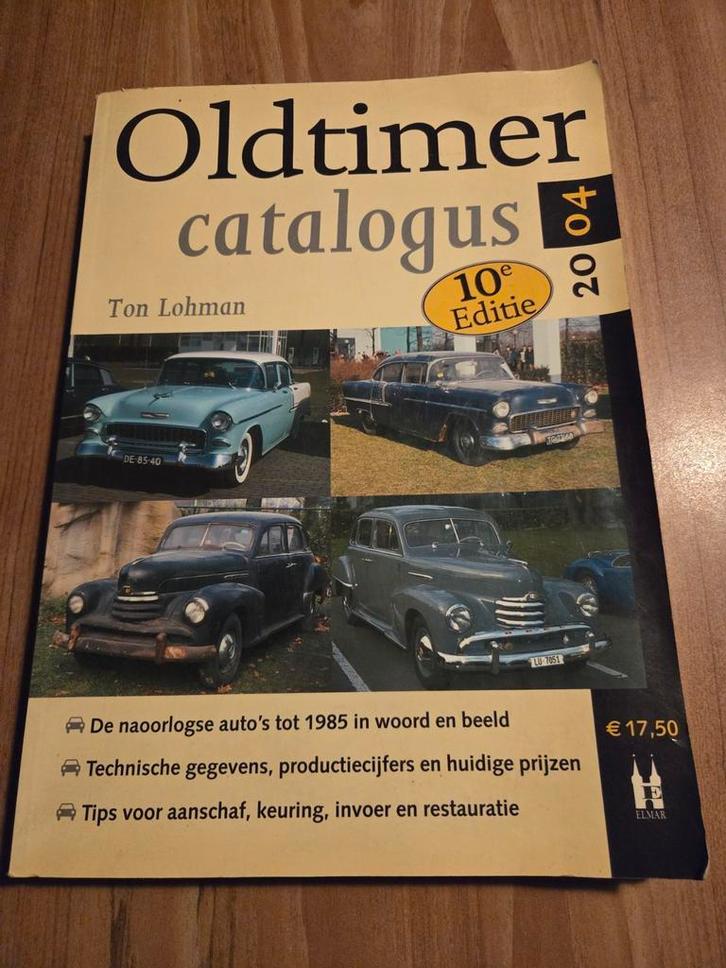 Oldtimer
catalogus
2004
Ton Lohman
10e
Editie
DE-85-40
LU·7051
De naoorlogse auto's tot 1985 in woord en beeld
€ 17,50
Technische gegevens, productiecijfers en huidige prijzen
Tips voor aanschaf, keuring, invoer en restauratie
E
ELMAR